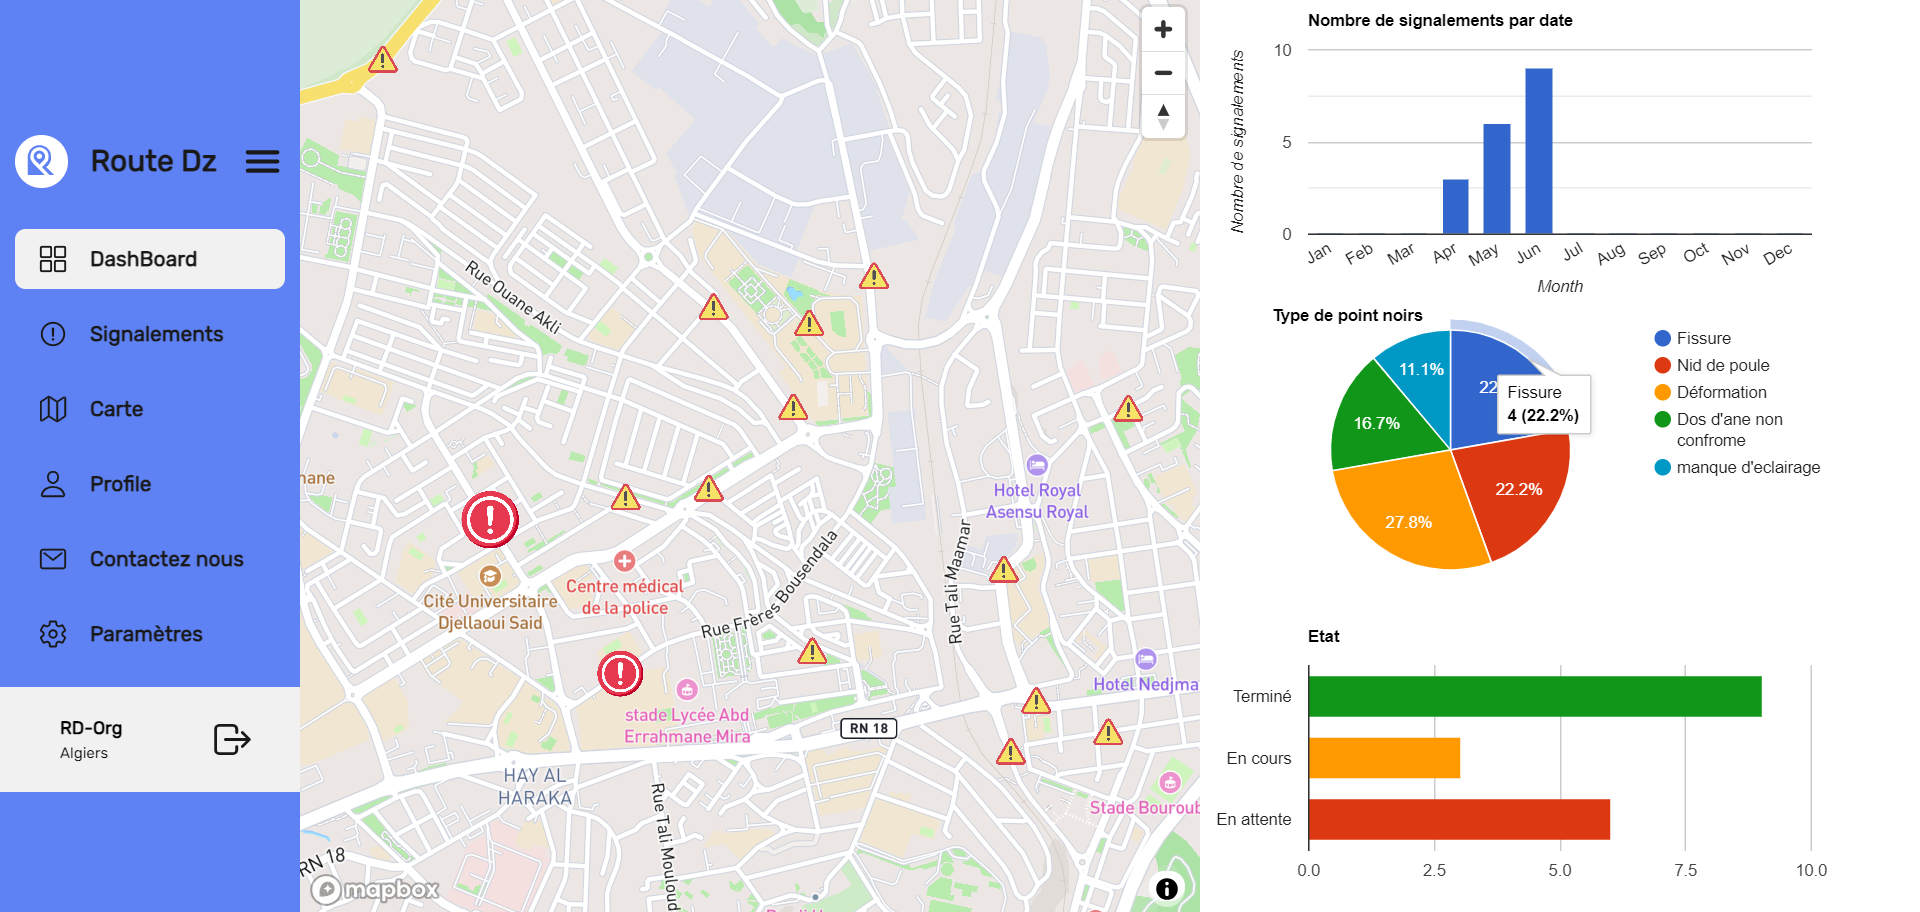 Route Dz
DashBoard
Signalements
Carte
Profile
Contactez nous
Paramètres
RD-Org
Algiers
Rue Ouane Akli
Hotel Royal
Asensu Royal
Centre médical
de la police
Cité Universitaire
Djellaoui Said
Rue Frères Bousendala
Rue Tali Maamar
Hotel Nedjma
stade Lycée Abd
Errahmane Mira
RN 18
HAY AL
HARAKA
Stade Bouroub
Rue Tali Mouloud
RN 18
mapbox
Nombre de signalements par date
Nombre de signalements
10
5
0
Jan
Feb
Mar
Apr
May
Jun
Jul
Aug
Sep
Oct
Nov
Dec
Month
Type de point noirs
11.1%
22
16.7%
22.2%
27.8%
Fissure
4 (22.2%)
Fissure
Nid de poule
Déformation
Dos d'ane non
confrome
manque d'eclairage
Etat
Terminé
En cours
En attente
0.0
2.5
5.0
7.5
10.0